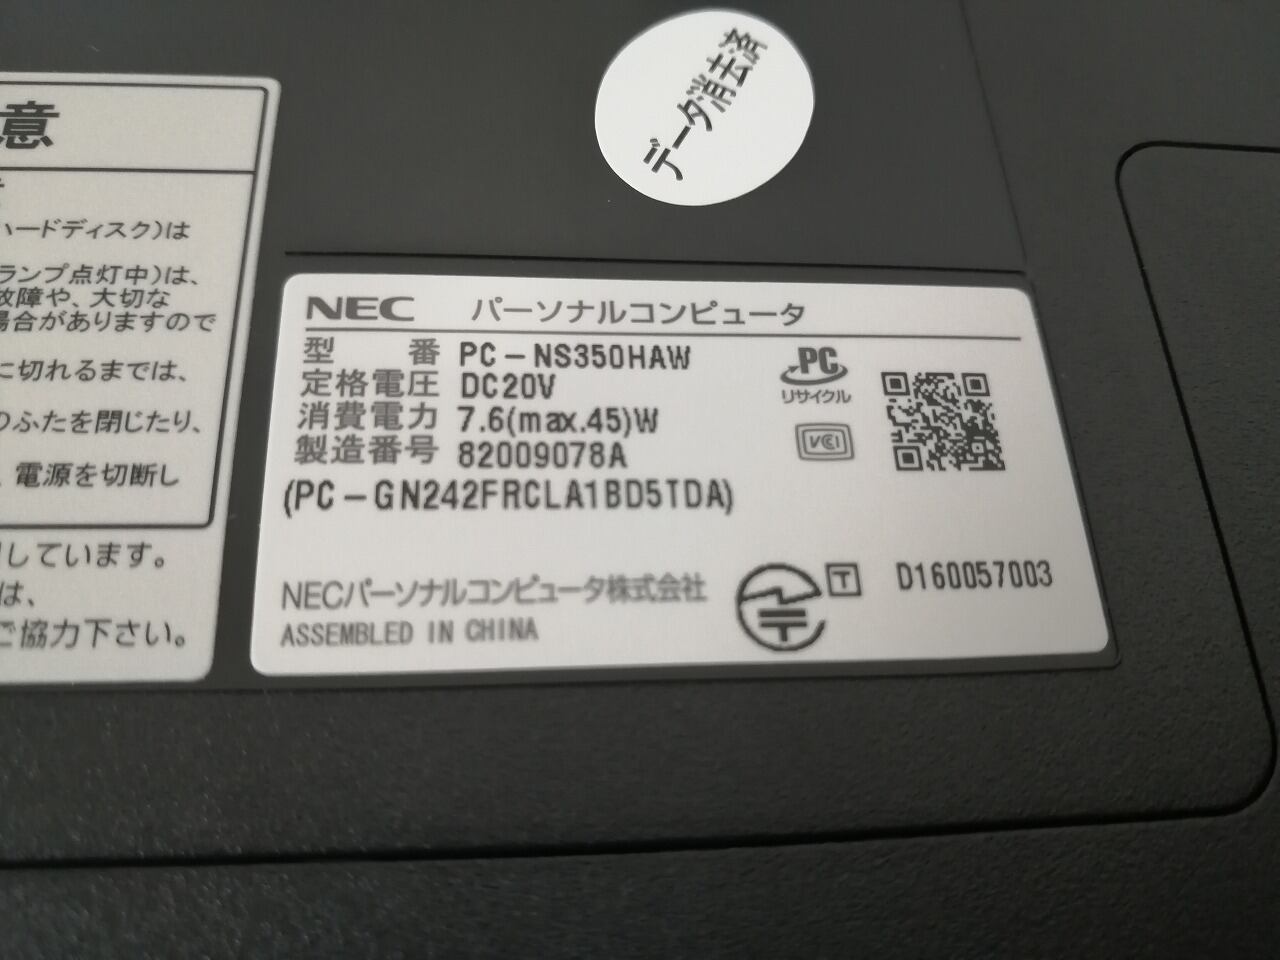 データ消去済
意
ハードディスク)は
ランプ点灯中)は、
故障や、大切な
場合がありますので
に切れるまでは、
のふたを閉じたり、
、電源を切断し
しています。
は、
ご協力下さい。
NEC パーソナルコンピュータ
型番 PC-NS350HAW
定格電圧 DC20V
消費電力 7.6(max.45)W
製造番号 82009078A
(PC-GN242FRCLA1BD5TDA)
PC
リサイクル
VCCI
NECパーソナルコンピュータ株式会社
ASSEMBLED IN CHINA
T D160057003